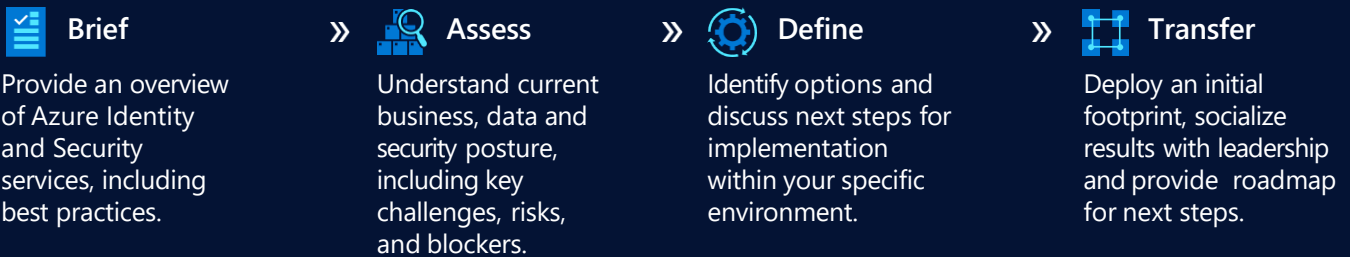 Brief
Provide an overview
of Azure Identity
and Security
services, including
best practices.
»
Assess
Understand current
business, data and
security posture,
including key
challenges, risks,
and blockers.
»
Define
Identify options and
discuss next steps for
implementation
within your specific
environment.
»
Transfer
Deploy an initial
footprint, socialize
results with leadership
and provide roadmap
for next steps.